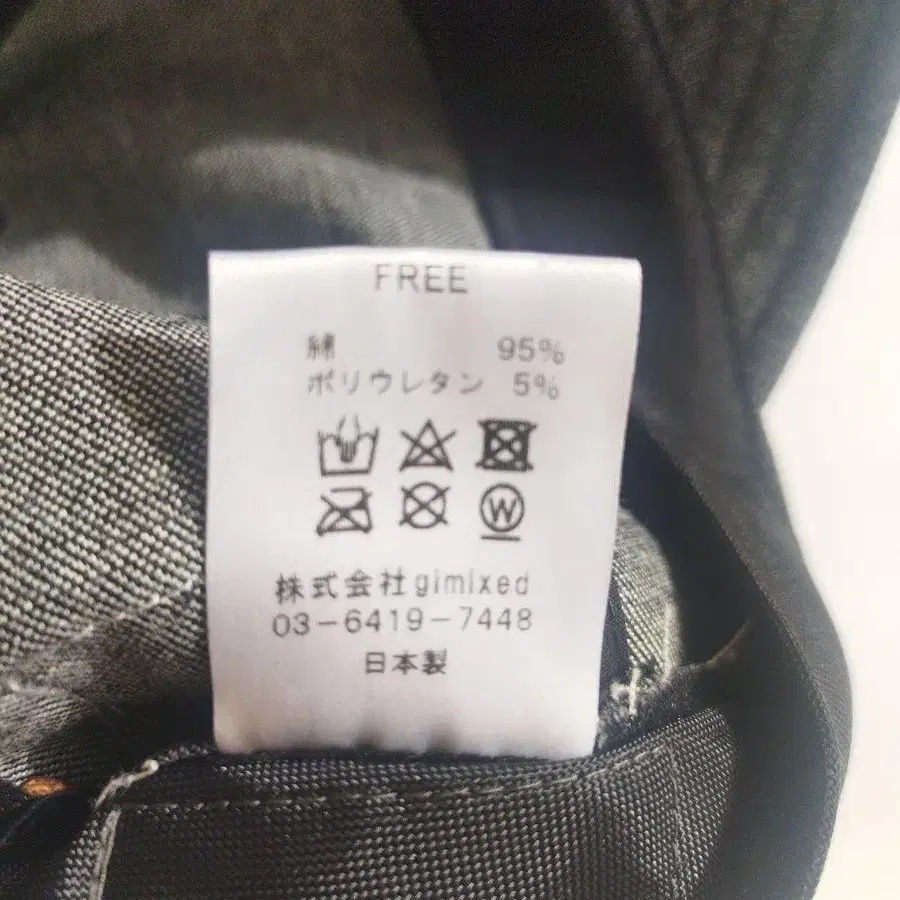 FREE
綿 95%
ポリウレタン 5%
W
株式会社gimixed
03-6419-7448
日本製